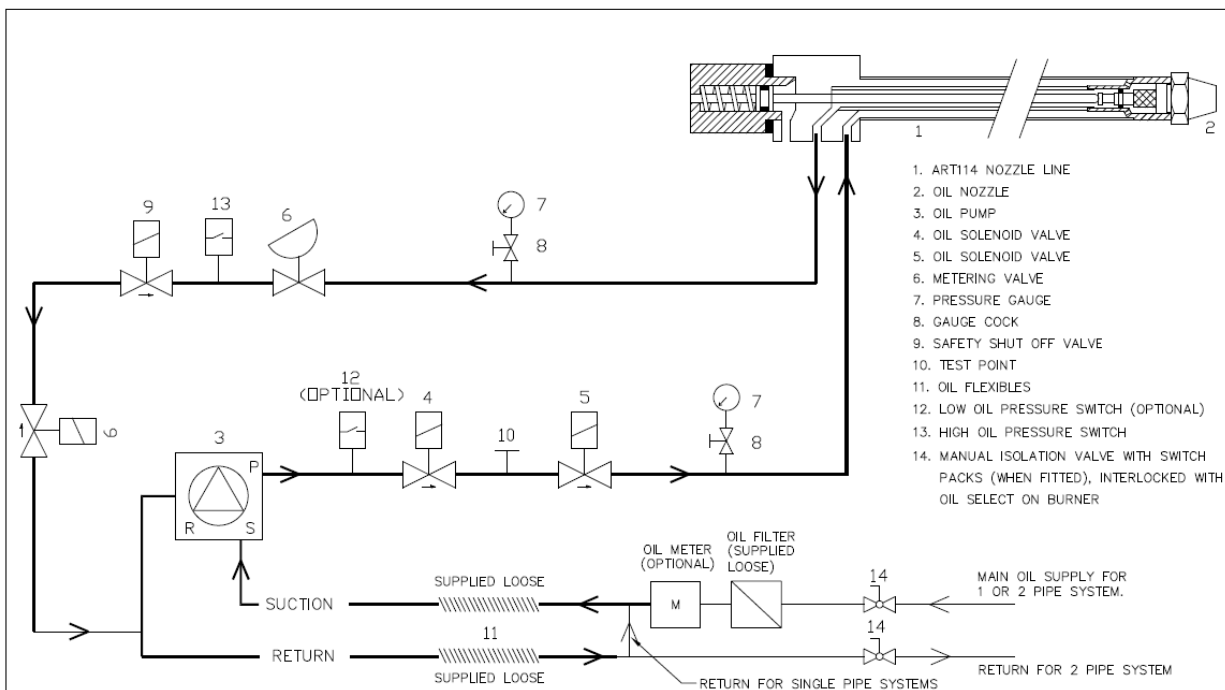 1
2
1. ART114 NOZZLE LINE
2. OIL NOZZLE
3. OIL PUMP
4. OIL SOLENOID VALVE
5. OIL SOLENOID VALVE
6. METERING VALVE
7. PRESSURE GAUGE
8. GAUGE COCK
9. SAFETY SHUT OFF VALVE
10. TEST POINT
11. OIL FLEXIBLES
12. LOW OIL PRESSURE SWITCH (OPTIONAL)
13. HIGH OIL PRESSURE SWITCH
14. MANUAL ISOLATION VALVE WITH SWITCH
PACKS (WHEN FITTED), INTERLOCKED WITH
OIL SELECT ON BURNER
9
13
6
7
8
9
12
(OPTIONAL)
4
10
5
7
8
3
P
R
S
OIL METER
(OPTIONAL)
M
OIL FILTER
(SUPPLIED
LOOSE)
14
MAIN OIL SUPPLY FOR
1 OR 2 PIPE SYSTEM.
SUPPLIED LOOSE
SUCTION
11
14
RETURN
SUPPLIED LOOSE
RETURN FOR 2 PIPE SYSTEM
RETURN FOR SINGLE PIPE SYSTEMS